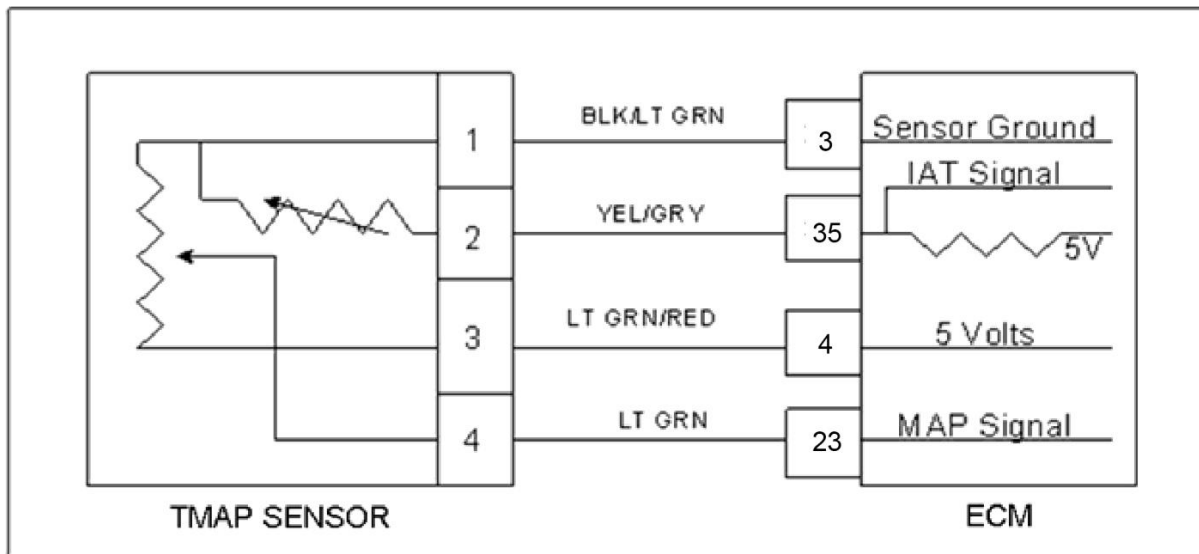 1 BLK/LT GRN 3 Sensor Ground
IAT Signal
2 YEL/GRY 35 5V
3 LT GRN/RED 4 5 Volts
4 LT GRN 23 MAP Signal
TMAP SENSOR ECM